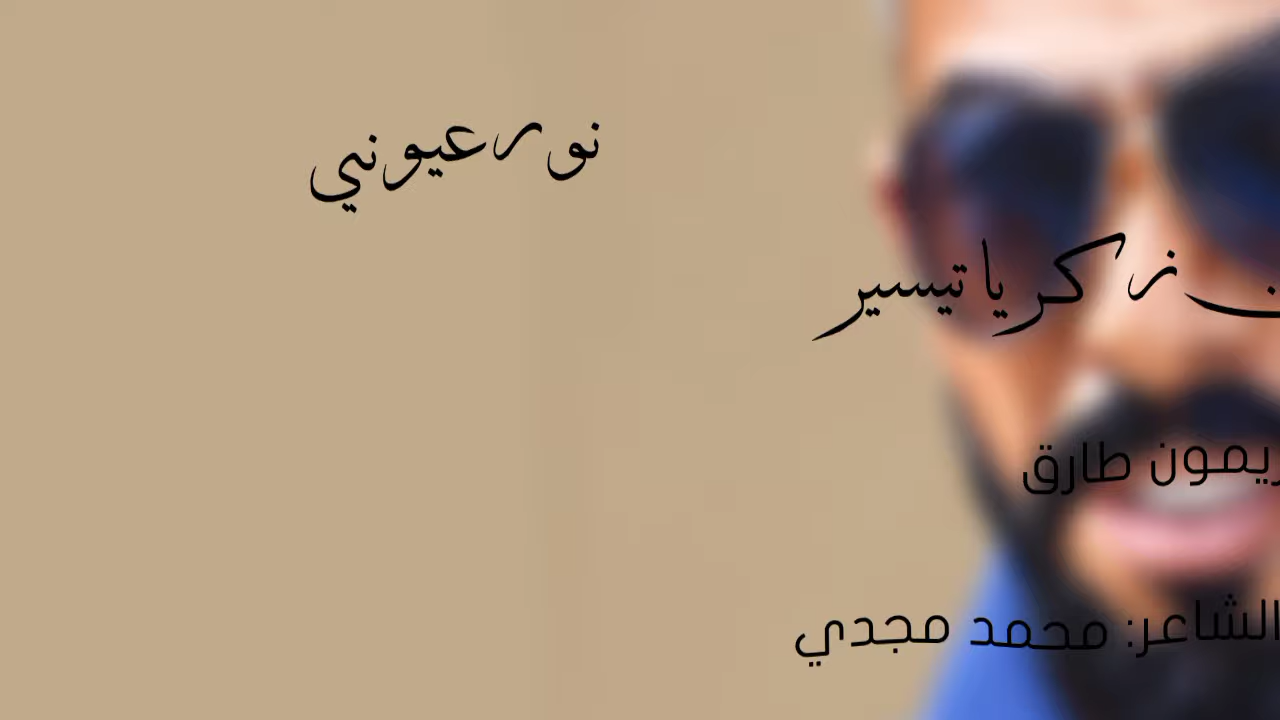 نور عيوني
زكريا تيسير
ريمون طارق
الشاعر: محمد مجدي